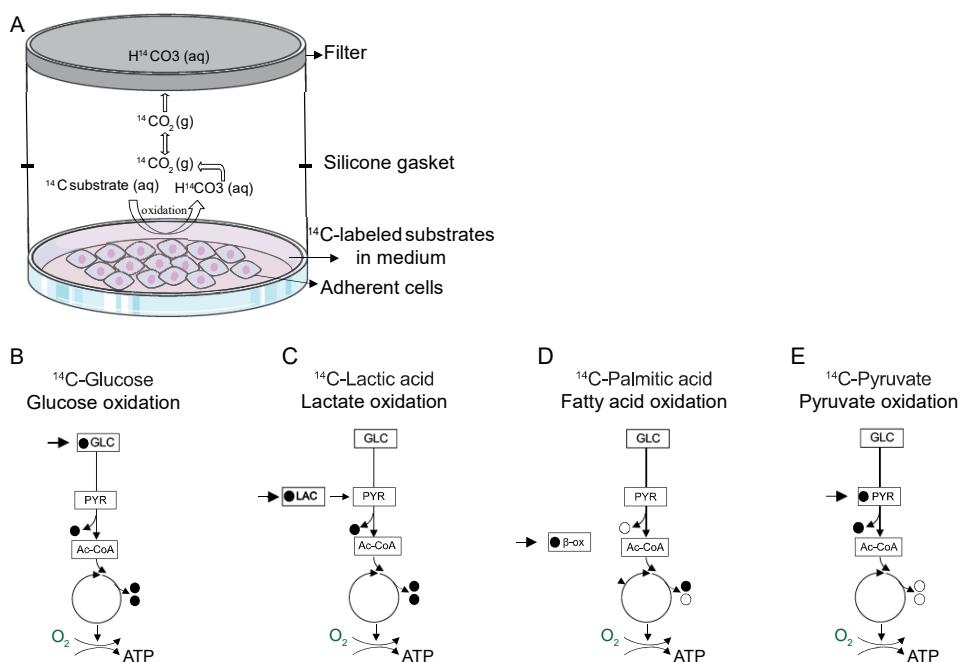 A
H¹⁴CO3 (aq)
Filter
¹⁴CO₂(g)
¹⁴CO₂(g)
Silicone gasket
¹⁴C substrate (aq)
H¹⁴CO3 (aq)
oxidation
¹⁴C-labeled substrates
in medium
Adherent cells
B
¹⁴C-Glucose
Glucose oxidation
GLC
PYR
Ac-CoA
O₂
ATP
C
¹⁴C-Lactic acid
Lactate oxidation
GLC
LAC
PYR
Ac-CoA
O₂
ATP
D
¹⁴C-Palmitic acid
Fatty acid oxidation
GLC
PYR
β-ox
Ac-CoA
O₂
ATP
E
¹⁴C-Pyruvate
Pyruvate oxidation
GLC
PYR
Ac-CoA
O₂
ATP